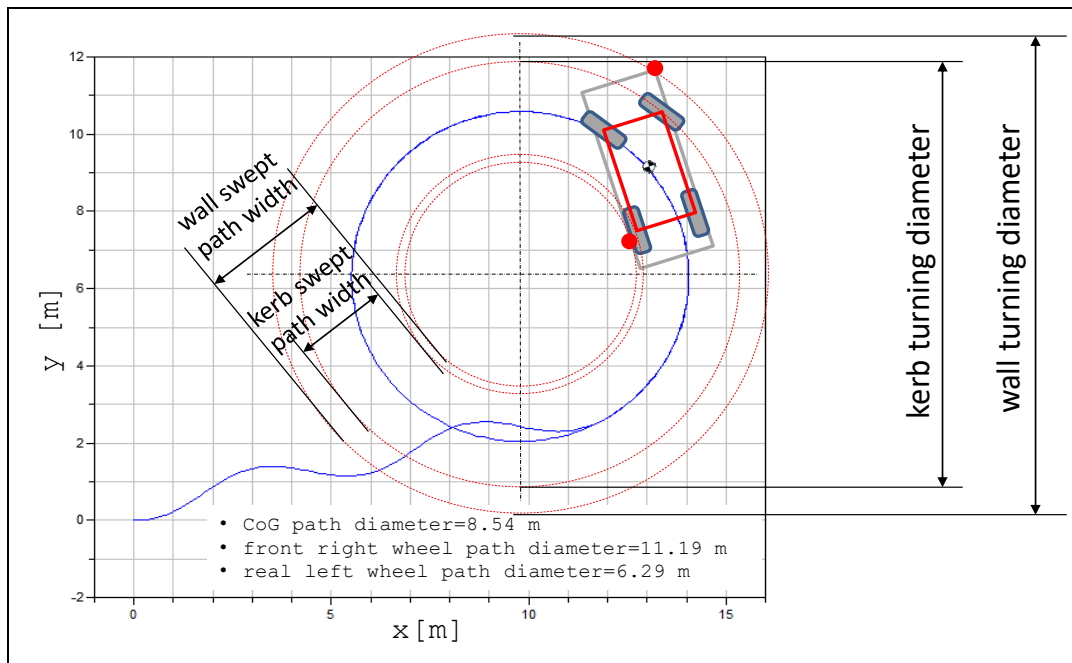 12
10
8
6
4
2
0
-2
y [m]
0
5
10
15
x [m]
wall swept
path width
kerb swept
path width
kerb turning diameter
wall turning diameter
• CoG path diameter=8.54 m
• front right wheel path diameter=11.19 m
• real left wheel path diameter=6.29 m